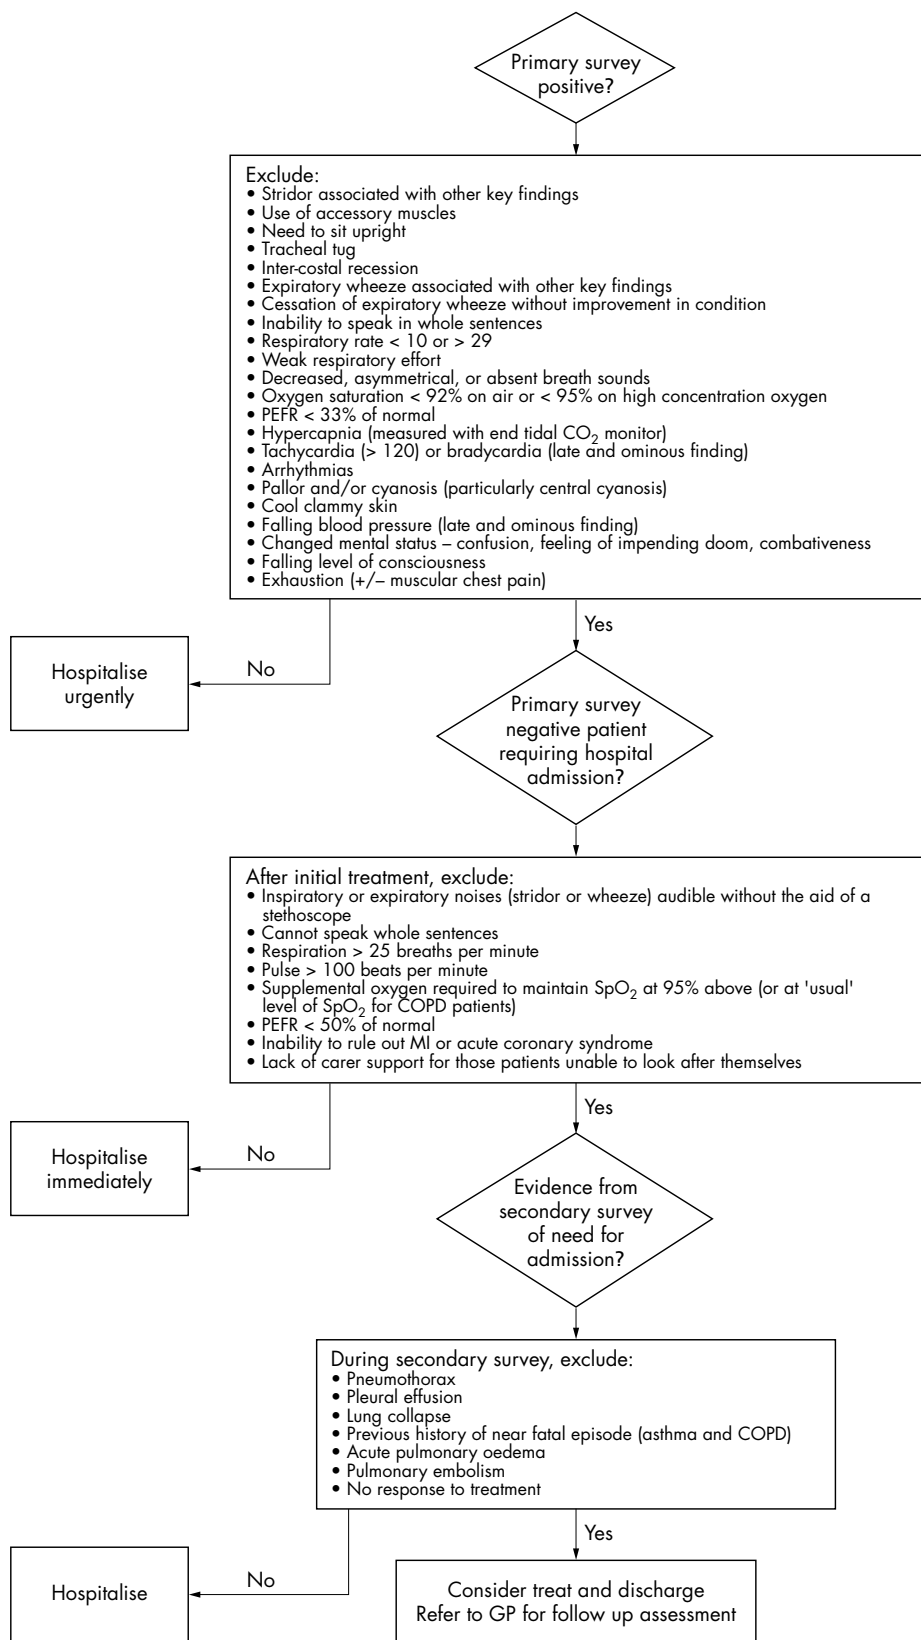 Primary survey
positive?
Exclude:
• Stridor associated with other key findings
• Use of accessory muscles
• Need to sit upright
• Tracheal tug
• Inter-costal recession
• Expiratory wheeze associated with other key findings
• Cessation of expiratory wheeze without improvement in condition
• Inability to speak in whole sentences
• Respiratory rate < 10 or > 29
• Weak respiratory effort
• Decreased, asymmetrical, or absent breath sounds
• Oxygen saturation < 92% on air or < 95% on high concentration oxygen
• PEFR < 33% of normal
• Hypercapnia (measured with end tidal CO₂ monitor)
• Tachycardia (> 120) or bradycardia (late and ominous finding)
• Arrhythmias
• Pallor and/or cyanosis (particularly central cyanosis)
• Cool clammy skin
• Falling blood pressure (late and ominous finding)
• Changed mental status – confusion, feeling of impending doom, combativeness
• Falling level of consciousness
• Exhaustion (+/– muscular chest pain)
Yes
No
Hospitalise
urgently
Primary survey
negative patient
requiring hospital
admission?
After initial treatment, exclude:
• Inspiratory or expiratory noises (stridor or wheeze) audible without the aid of a
stethoscope
• Cannot speak whole sentences
• Respiration > 25 breaths per minute
• Pulse > 100 beats per minute
• Supplemental oxygen required to maintain SpO₂ at 95% above (or at 'usual'
level of SpO₂ for COPD patients)
• PEFR < 50% of normal
• Inability to rule out MI or acute coronary syndrome
• Lack of carer support for those patients unable to look after themselves
Yes
No
Hospitalise
immediately
Evidence from
secondary survey
of need for
admission?
During secondary survey, exclude:
• Pneumothorax
• Pleural effusion
• Lung collapse
• Previous history of near fatal episode (asthma and COPD)
• Acute pulmonary oedema
• Pulmonary embolism
• No response to treatment
Yes
No
Hospitalise
Consider treat and discharge
Refer to GP for follow up assessment